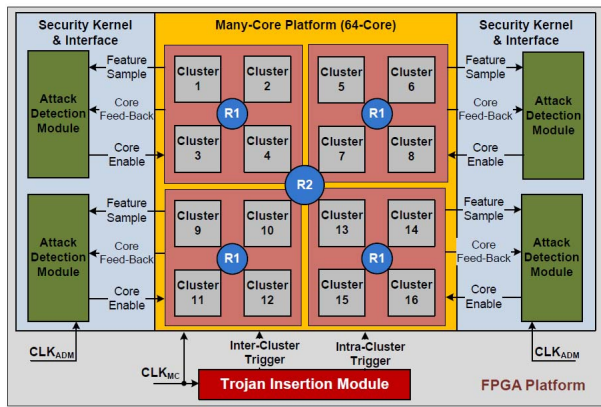 Security Kernel
& Interface
Many-Core Platform (64-Core)
Security Kernel
& Interface
Attack
Detection
Module
Feature
Sample
Core
Feed-Back
Core
Enable
Cluster
1
Cluster
2
R1
Cluster
3
Cluster
4
Cluster
5
Cluster
6
R1
Cluster
7
Cluster
8
Feature
Sample
Core
Feed-Back
Core
Enable
Attack
Detection
Module
R2
Attack
Detection
Module
Feature
Sample
Core
Feed-Back
Core
Enable
Cluster
9
Cluster
10
R1
Cluster
11
Cluster
12
Cluster
13
Cluster
14
R1
Cluster
15
Cluster
16
Feature
Sample
Core
Feed-Back
Core
Enable
Attack
Detection
Module
CLKADM
CLKMC
Inter-Cluster
Trigger
Intra-Cluster
Trigger
CLKADM
Trojan Insertion Module
FPGA Platform